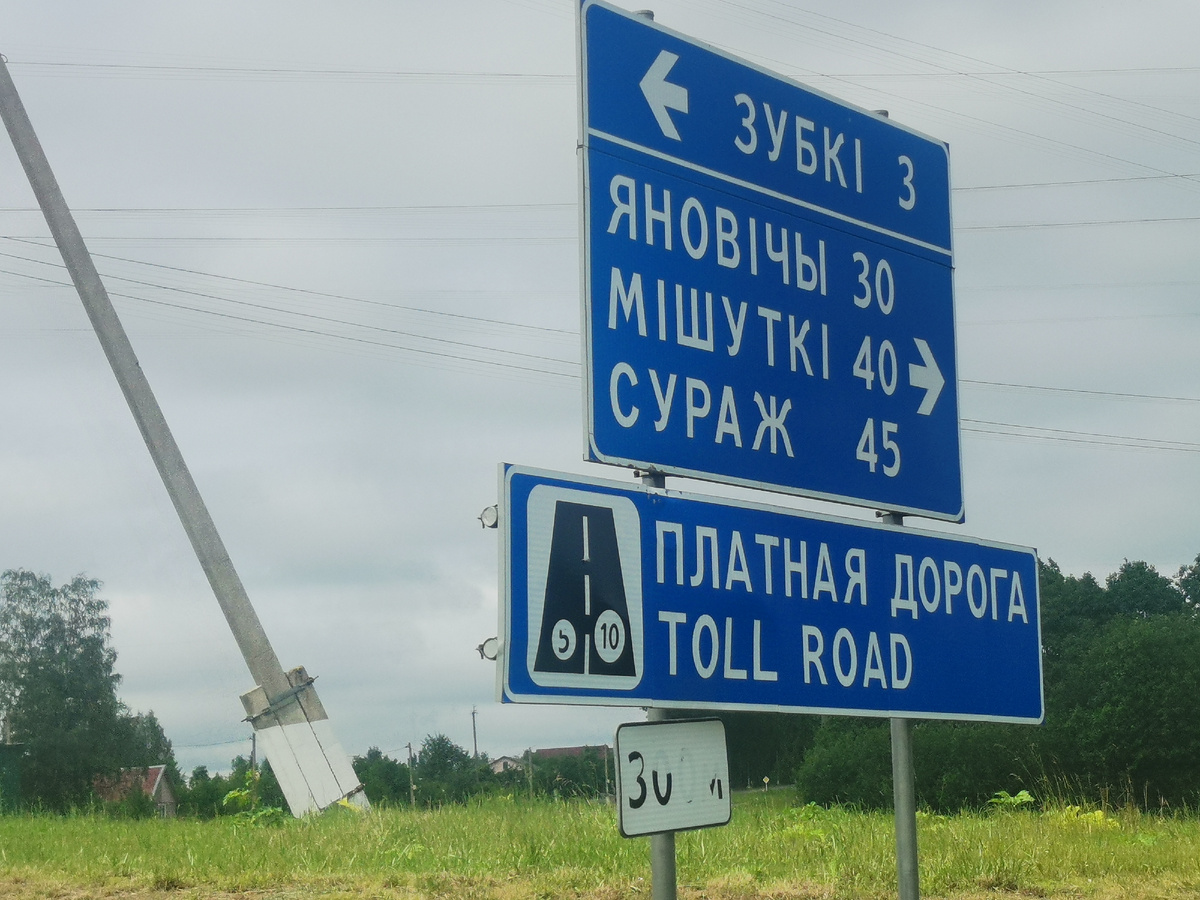 ЗУБКІ 3
ЯНОВІЧЫ 30
МІШУТКІ 40
СУРАЖ 45
ПЛАТНАЯ ДОРОГА
5 10 TOLL ROAD